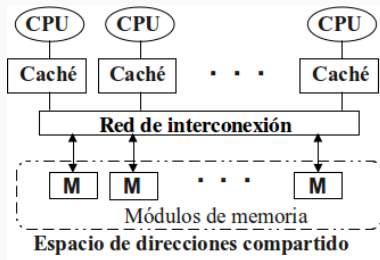 CPU CPU CPU
Caché Caché . . . Caché
Red de interconexión
M M . . . M
Módulos de memoria
Espacio de direcciones compartido